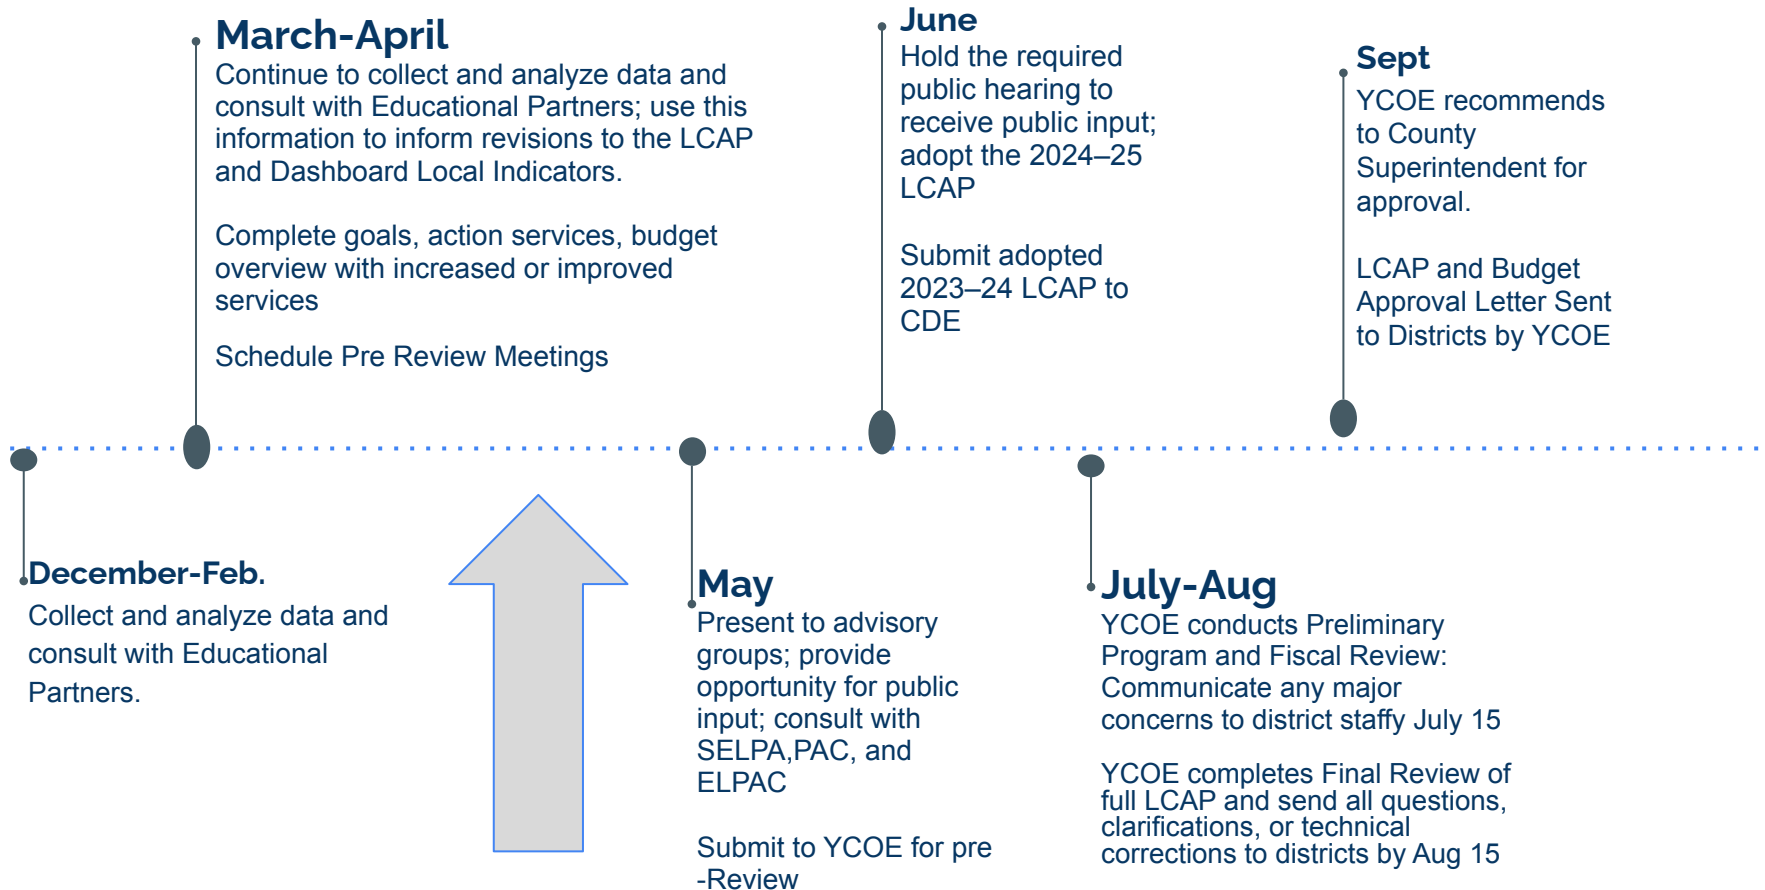 March-April
Continue to collect and analyze data and
consult with Educational Partners; use this
information to inform revisions to the LCAP
and Dashboard Local Indicators.
Complete goals, action services, budget
overview with increased or improved
services
Schedule Pre Review Meetings
June
Hold the required
public hearing to
receive public input;
adopt the 2024–25
LCAP
Submit adopted
2023–24 LCAP to
CDE
Sept
YCOE recommends
to County
Superintendent for
approval.
LCAP and Budget
Approval Letter Sent
to Districts by YCOE
December-Feb.
Collect and analyze data and
consult with Educational
Partners.
May
Present to advisory
groups; provide
opportunity for public
input; consult with
SELPA,PAC, and
ELPAC
Submit to YCOE for pre
-Review
July-Aug
YCOE conducts Preliminary
Program and Fiscal Review:
Communicate any major
concerns to district staffy July 15
YCOE completes Final Review of
full LCAP and send all questions,
clarifications, or technical
corrections to districts by Aug 15